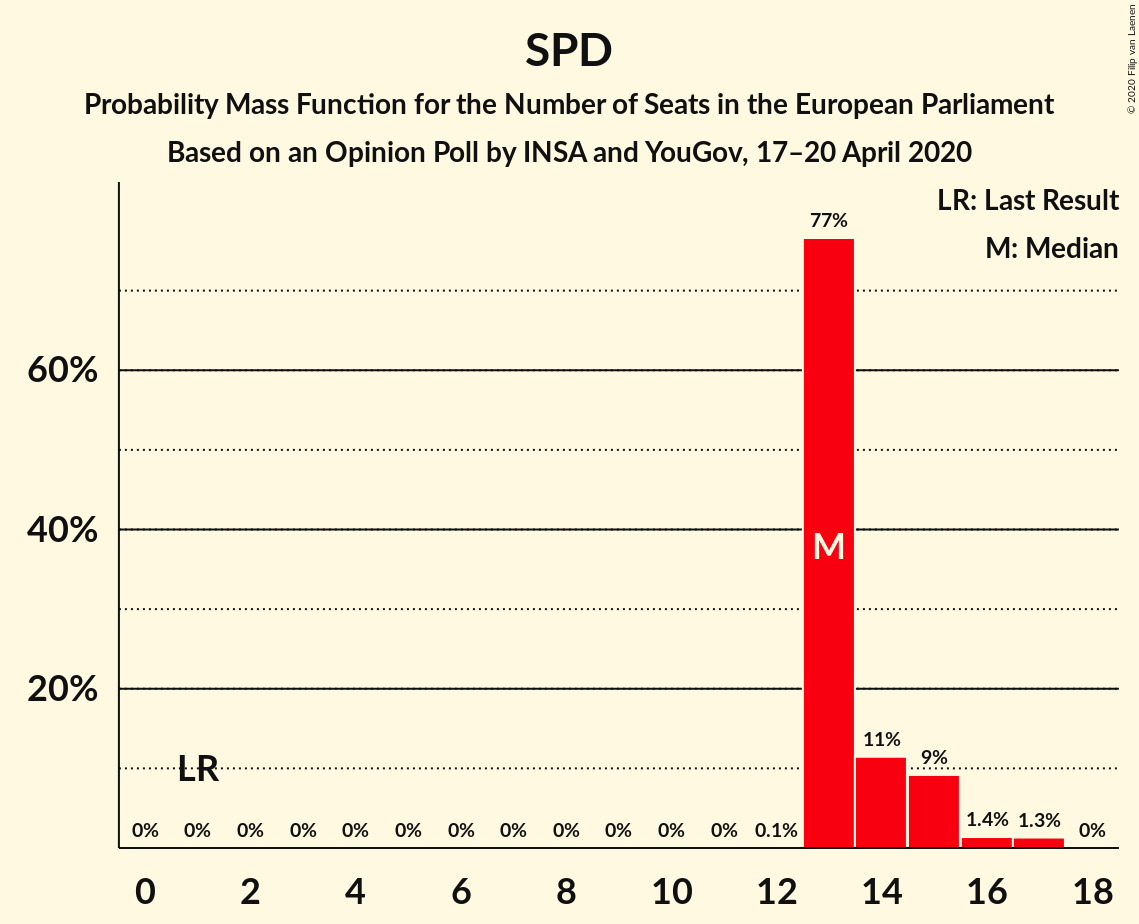 SPD
Probability Mass Function for the Number of Seats in the European Parliament
Based on an Opinion Poll by INSA and YouGov, 17–20 April 2020
© 2020 Filip van Laenen
LR: Last Result
M: Median
77%
60%
40%
M
20%
11%
9%
LR
0% 0% 0% 0% 0% 0% 0% 0% 0% 0% 0% 0% 0.1% 1.4% 1.3% 0%
0 2 4 6 8 10 12 14 16 18